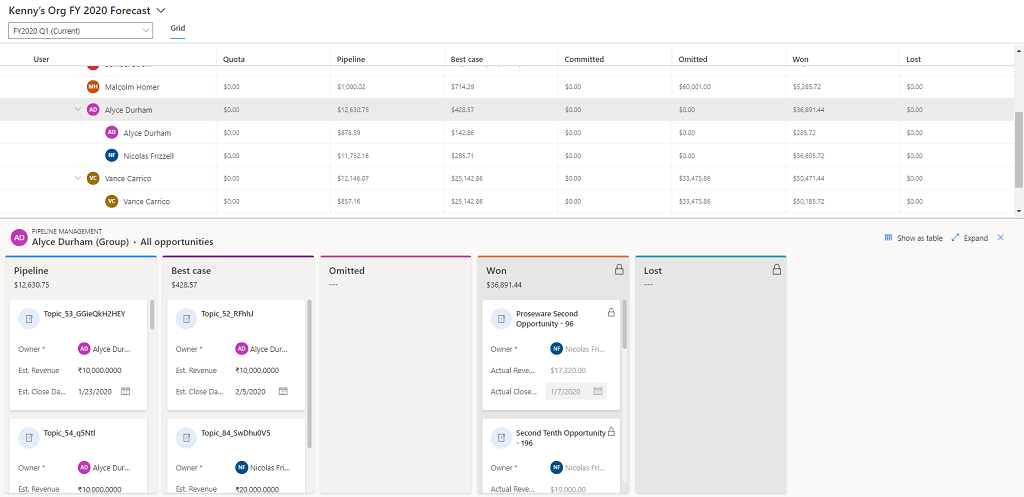 Kenny's Org FY 2020 Forecast
FY2020 Q1 (Current) Grid
User Quota Pipeline Best case Committed Omitted Won Lost
MH Malcolm Homer $0.00 $1,000.02 $714.29 $0.00 $60,001.00 $5,285.72 $0.00
AD Alyce Durham $0.00 $12,630.75 $428.57 $0.00 $0.00 $36,891.44 $0.00
AD Alyce Durham $0.00 $878.59 $142.86 $0.00 $0.00 $285.72 $0.00
NF Nicolas Frizzell $0.00 $11,752.16 $285.71 $0.00 $0.00 $36,605.72 $0.00
VC Vance Carrico $0.00 $12,146.07 $25,142.86 $0.00 $33,475.86 $50,471.44 $0.00
VC Vance Carrico $0.00 $857.16 $25,142.86 $0.00 $33,475.86 $50,185.72 $0.00
PIPELINE MANAGEMENT
AD Alyce Durham (Group) · All opportunities Show as table Expand
Pipeline Best case Omitted Won Lost
$12,630.75 $428.57 --- $36,891.44 ---
Topic_53_GGieQkH2HEY
Owner * AD Alyce Dur...
Est. Revenue ₹10,000.0000
Est. Close Da... 1/23/2020
Topic_54_q5Ntl
Owner * AD Alyce Dur...
Est. Revenue ₹10,000.0000
Topic_52_RFhhJ
Owner * AD Alyce Dur...
Est. Revenue ₹10,000.0000
Est. Close Da... 2/5/2020
Topic_84_SwDhu0V5
Owner * NF Nicolas Fri...
Est. Revenue ₹20,000.0000
Proseware Second
Opportunity - 96
Owner * NF Nicolas Fri...
Actual Reve... $17,320.00
Actual Close... 1/7/2020
Second Tenth Opportunity
- 196
Owner * NF Nicolas Fri...
Actual Reve... $19,000.00